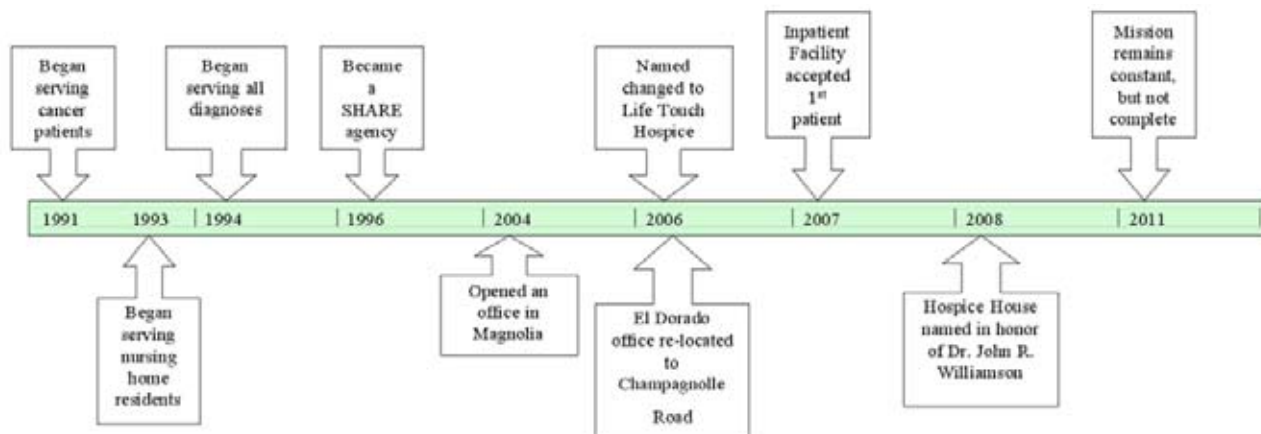 Began
serving
cancer
patients
Began
serving all
diagnoses
Became
a
SHARE
agency
Named
changed to
Life Touch
Hospice
Inpatient
Facility
accepted
1st
patient
Mission
remains
constant,
but not
complete
1991 1993 1994 1996 2004 2006 2007 2008 2011
Began
serving
nursing
home
residents
Opened an
office in
Magnolia
El Dorado
office re-located
to
Champagnolle
Road
Hospice House
named in honor
of Dr. John R.
Williamson